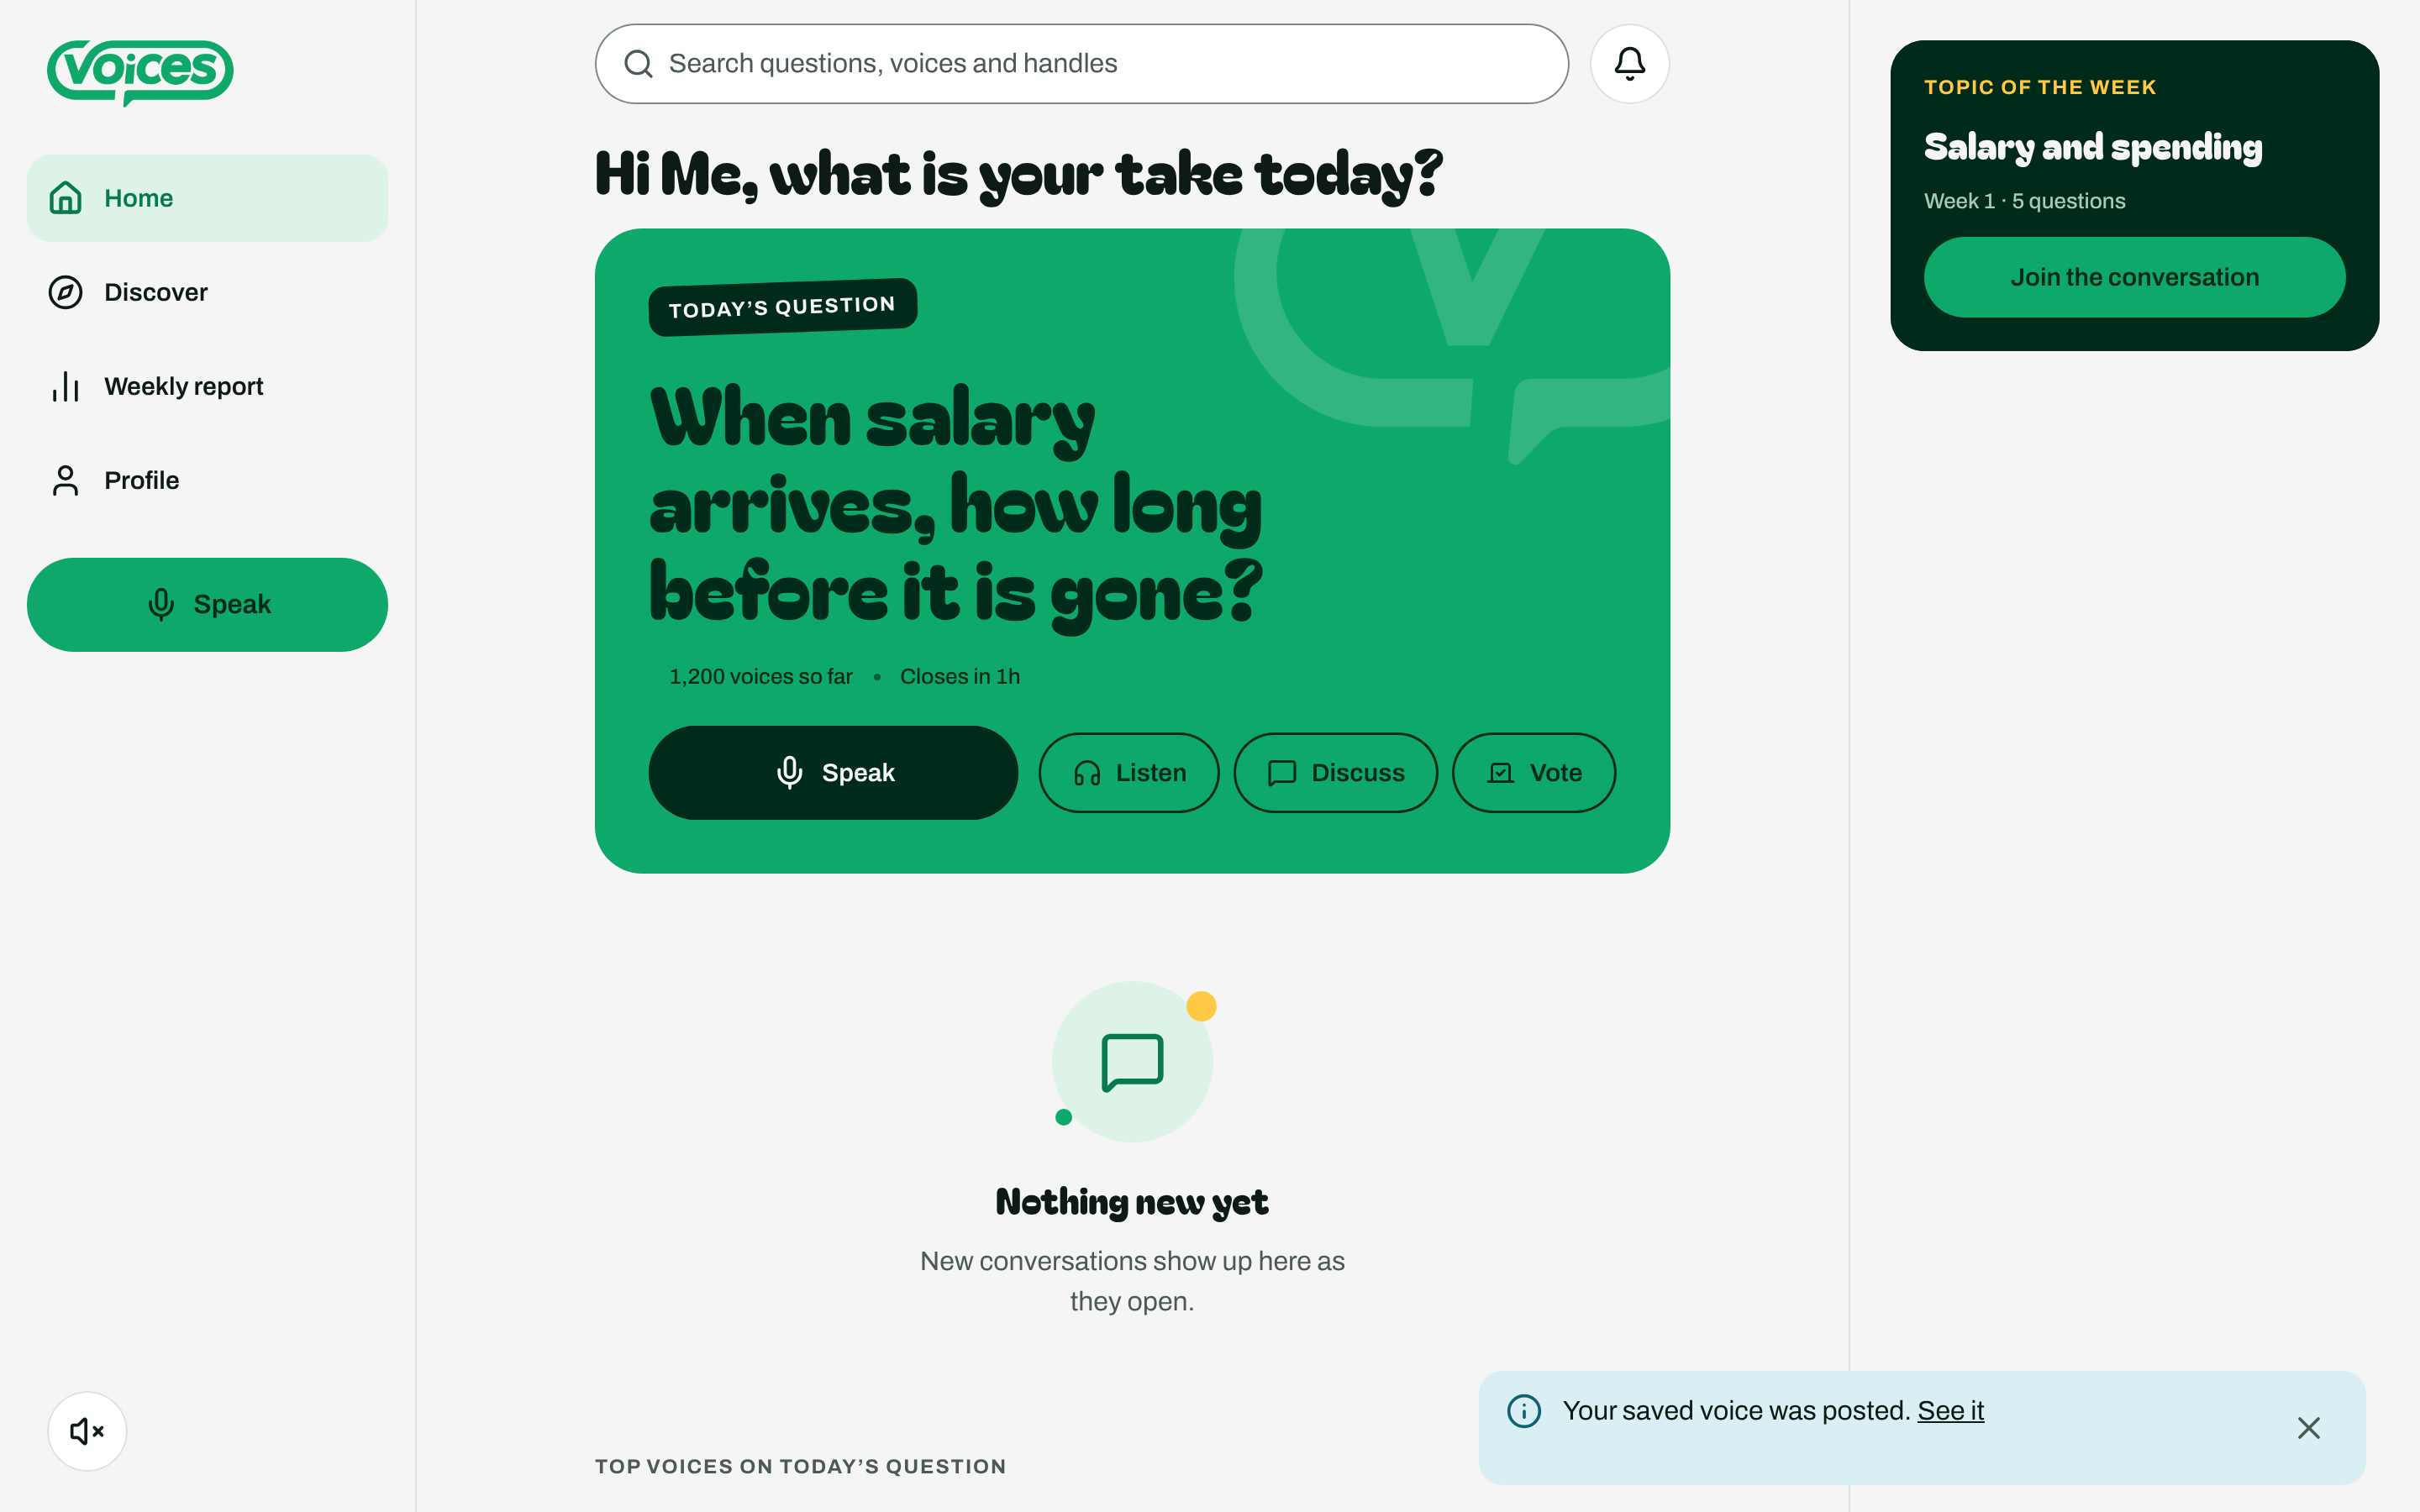 voices
Home
Discover
Weekly report
Profile
Speak
Search questions, voices and handles
Hi Me, what is your take today?
TODAY’S QUESTION
When salary
arrives, how long
before it is gone?
1,200 voices so far • Closes in 1h
Speak
Listen
Discuss
Vote
Nothing new yet
New conversations show up here as
they open.
TOP VOICES ON TODAY’S QUESTION
TOPIC OF THE WEEK
Salary and spending
Week 1 · 5 questions
Join the conversation
Your saved voice was posted. See it